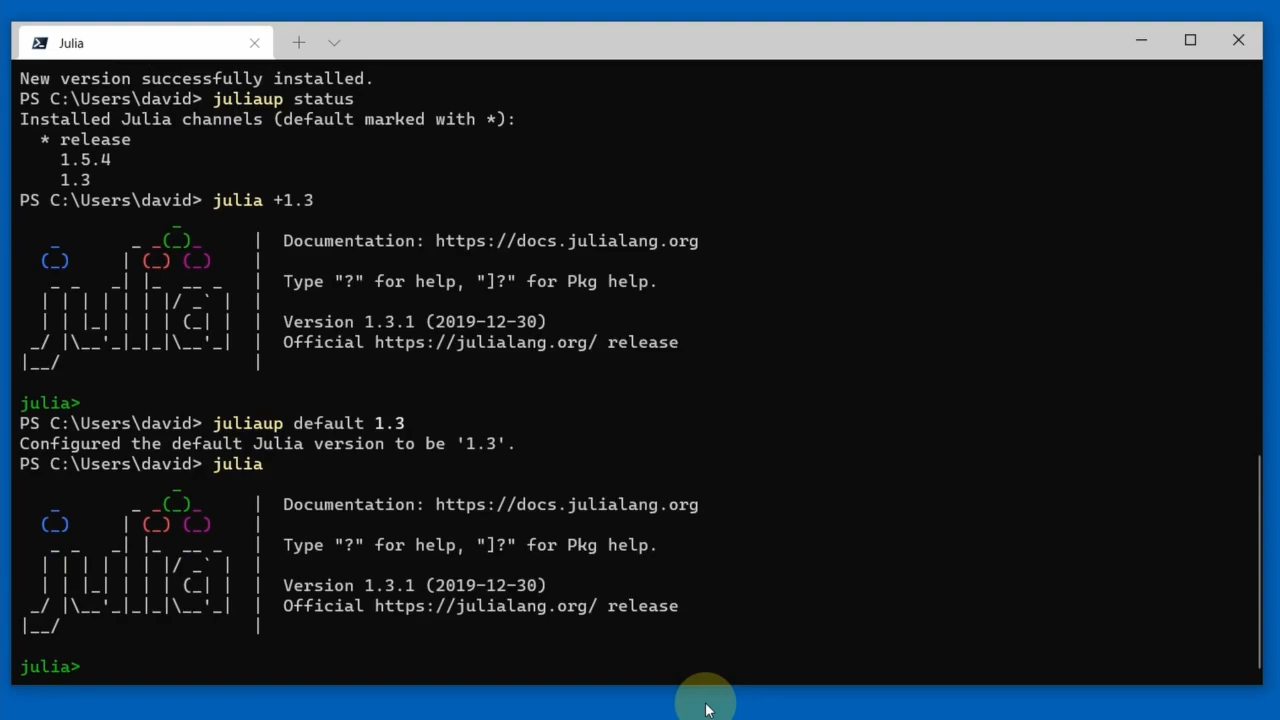 Julia
New version successfully installed.
PS C:\Users\david> juliaup status
Installed Julia channels (default marked with *):
  * release
    1.5.4
    1.3
PS C:\Users\david> julia +1.3
Documentation: https://docs.julialang.org
Type "?" for help, "]?" for Pkg help.
Version 1.3.1 (2019-12-30)
Official https://julialang.org/ release
julia>
PS C:\Users\david> juliaup default 1.3
Configured the default Julia version to be '1.3'.
PS C:\Users\david> julia
Documentation: https://docs.julialang.org
Type "?" for help, "]?" for Pkg help.
Version 1.3.1 (2019-12-30)
Official https://julialang.org/ release
julia>